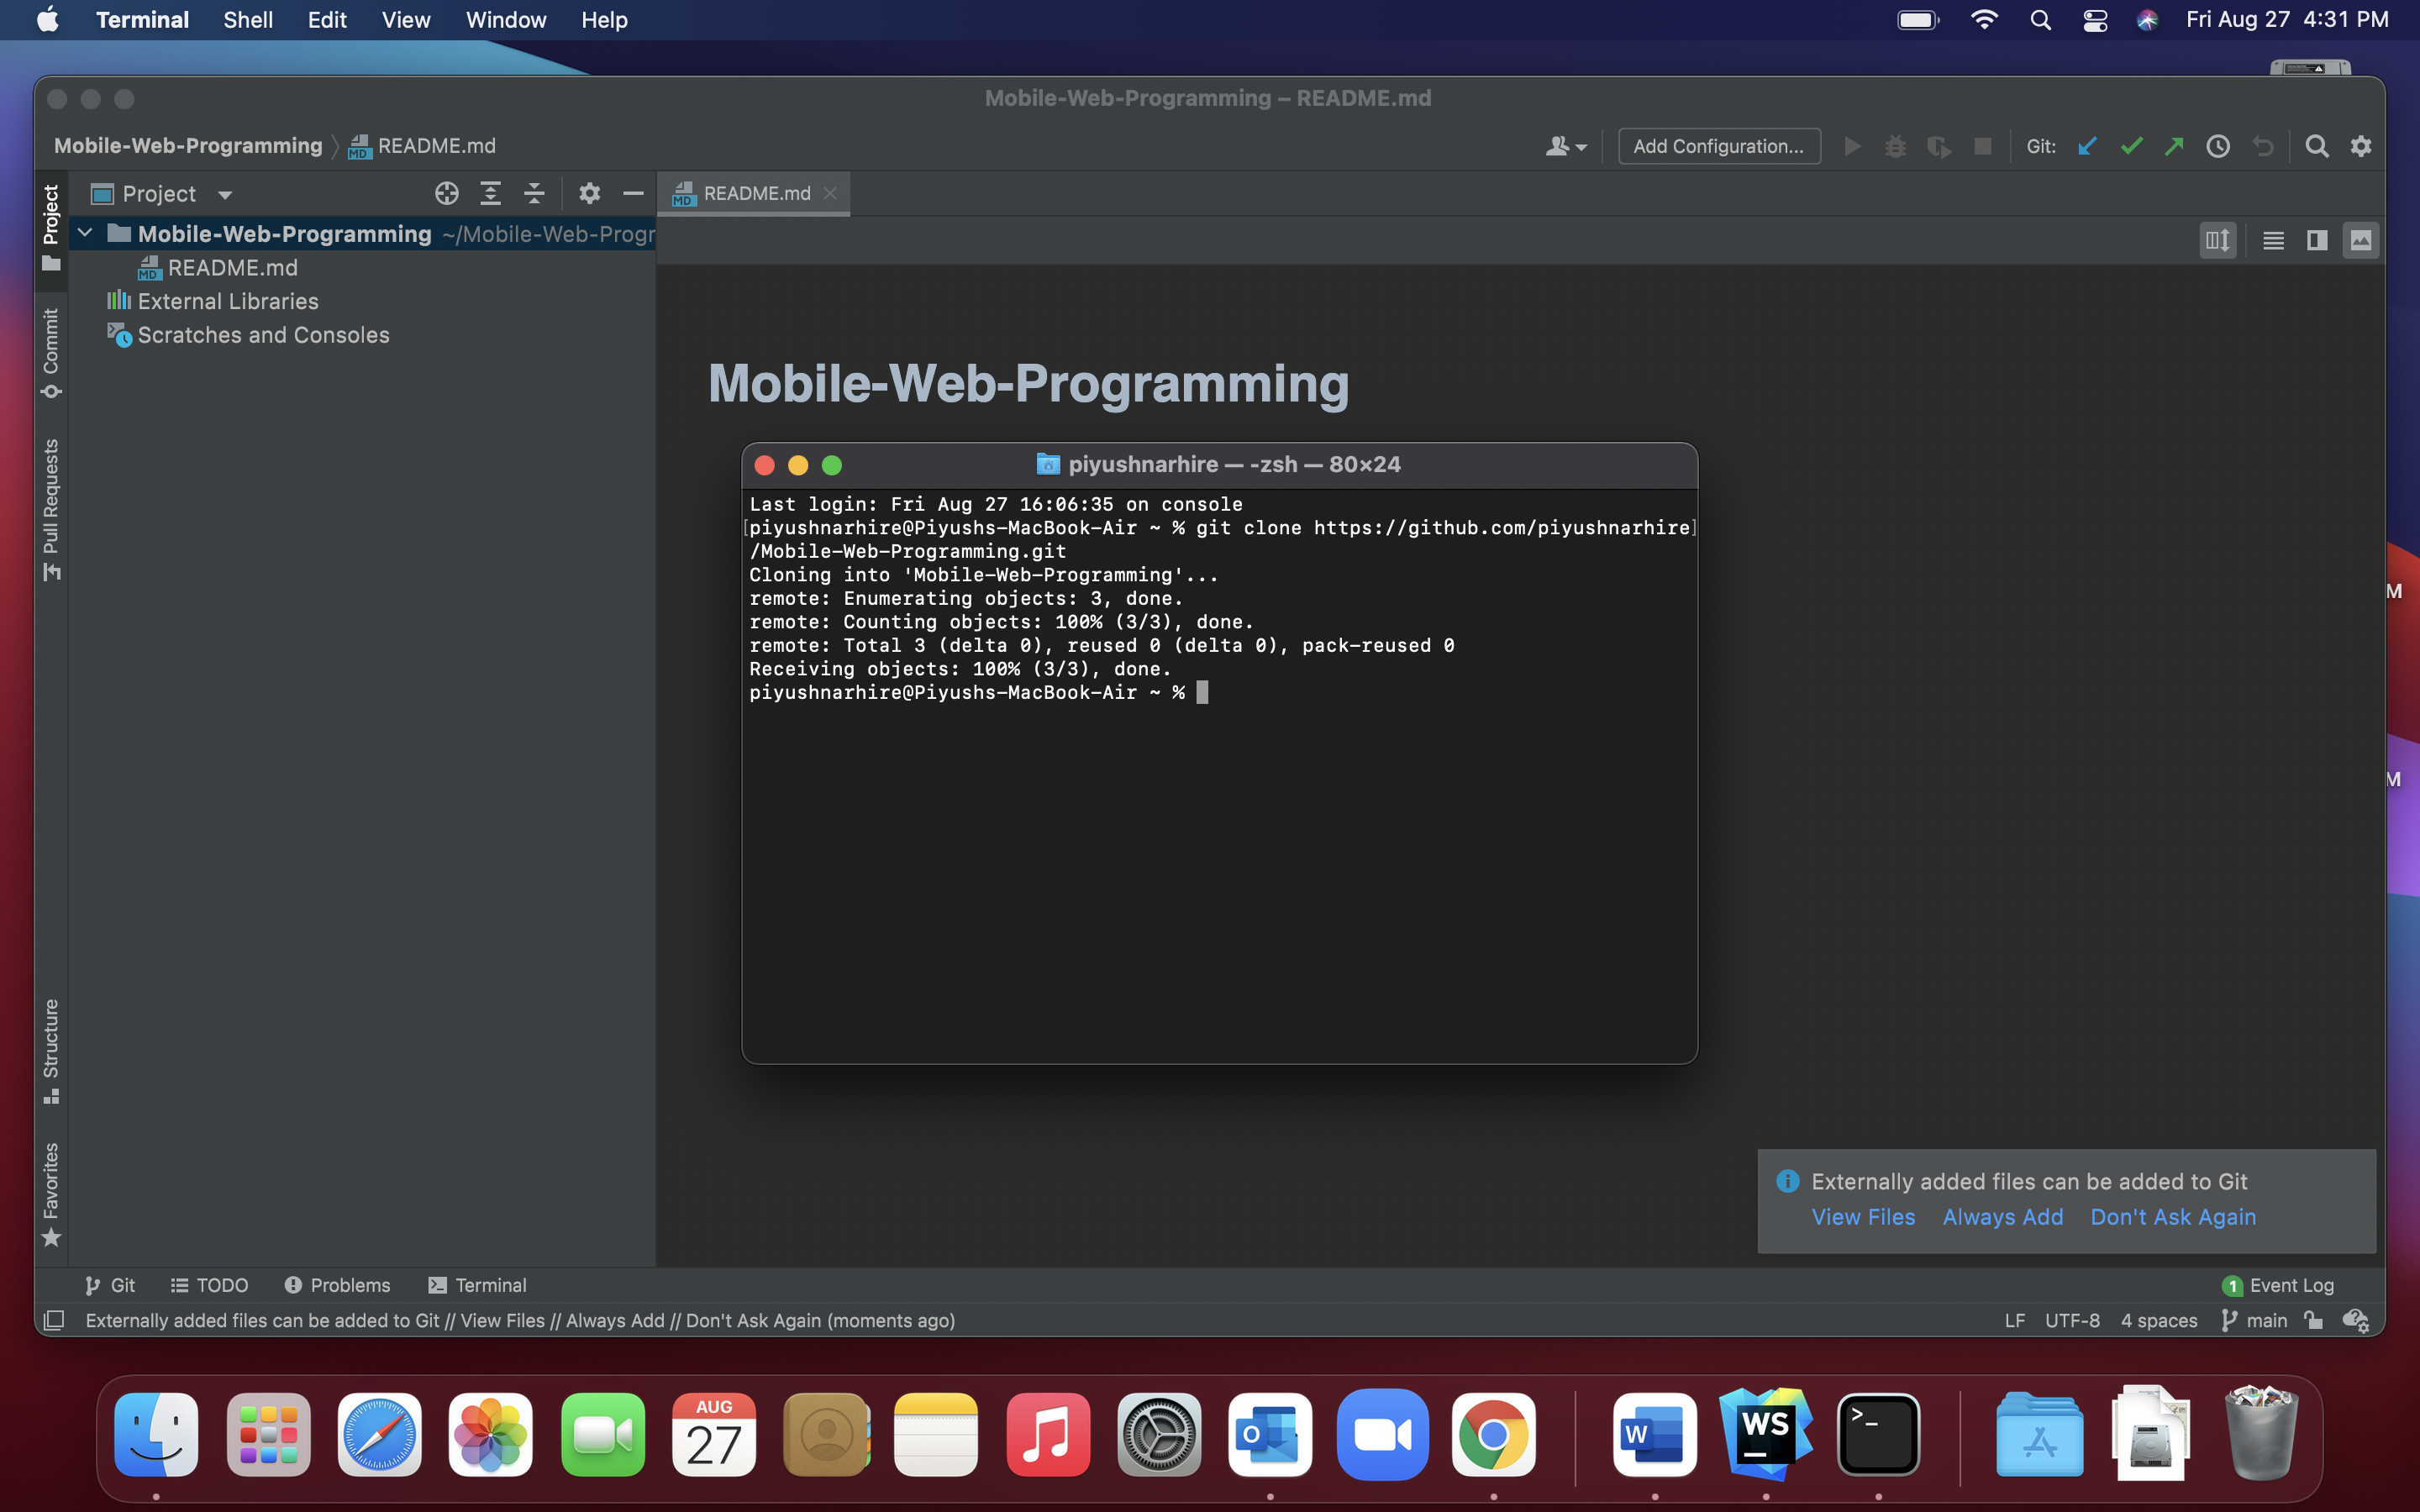 Terminal Shell Edit View Window Help Fri Aug 27 4:31 PM
Mobile-Web-Programming – README.md
Mobile-Web-Programming README.md Add Configuration... Git:
Project README.md
Project
Mobile-Web-Programming ~/Mobile-Web-Progr
README.md
External Libraries
Scratches and Consoles
Commit
Pull Requests
Structure
Favorites
Mobile-Web-Programming
piyushnarhire — -zsh — 80×24
Last login: Fri Aug 27 16:06:35 on console
[piyushnarhire@Piyushs-MacBook-Air ~ % git clone https://github.com/piyushnarhire]
/Mobile-Web-Programming.git
Cloning into 'Mobile-Web-Programming'...
remote: Enumerating objects: 3, done.
remote: Counting objects: 100% (3/3), done.
remote: Total 3 (delta 0), reused 0 (delta 0), pack-reused 0
Receiving objects: 100% (3/3), done.
piyushnarhire@Piyushs-MacBook-Air ~ %
M
M
Externally added files can be added to Git
View Files Always Add Don't Ask Again
Git TODO Problems Terminal 1 Event Log
Externally added files can be added to Git // View Files // Always Add // Don't Ask Again (moments ago) LF UTF-8 4 spaces main
AUG
27
O
W
WS
>_